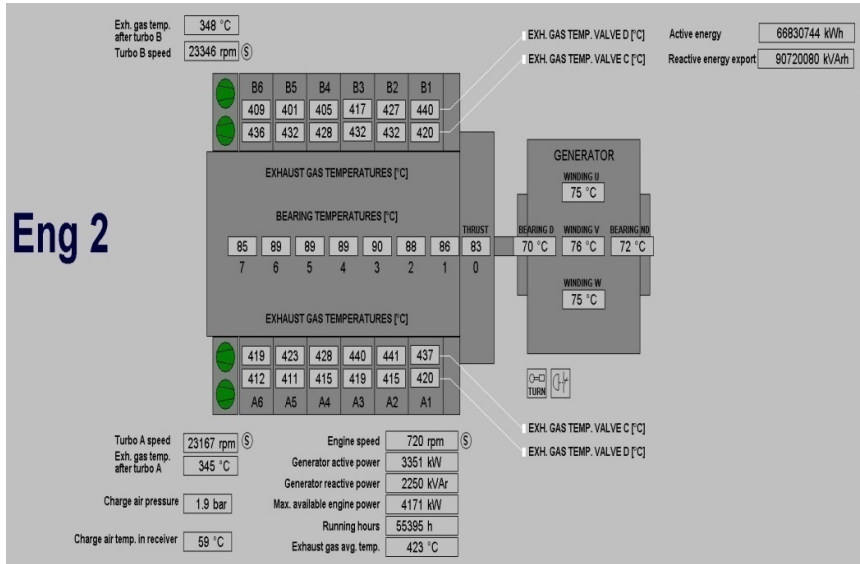 Exh. gas temp. after turbo B 348 °C
Turbo B speed 23346 rpm S
EXH. GAS TEMP. VALVE D [°C]
EXH. GAS TEMP. VALVE C [°C]
Active energy 66830744 kWh
Reactive energy export 90720080 kVArh
B6 B5 B4 B3 B2 B1
409 401 405 417 427 440
436 432 428 432 432 420
EXHAUST GAS TEMPERATURES [°C]
BEARING TEMPERATURES [°C]
THRUST
85 89 89 89 90 88 86 83
7 6 5 4 3 2 1 0
EXHAUST GAS TEMPERATURES [°C]
Eng 2
GENERATOR
WINDING U
75 °C
BEARING D WINDING V BEARING ND
70 °C 76 °C 72 °C
WINDING W
75 °C
TURN
419 423 428 440 441 437
412 411 415 419 415 420
A6 A5 A4 A3 A2 A1
EXH. GAS TEMP. VALVE C [°C]
EXH. GAS TEMP. VALVE D [°C]
Turbo A speed 23167 rpm S
Exh. gas temp. after turbo A 345 °C
Charge air pressure 1.9 bar
Charge air temp. in receiver 59 °C
Engine speed 720 rpm S
Generator active power 3351 kW
Generator reactive power 2250 kVAr
Max. available engine power 4171 kW
Running hours 55395 h
Exhaust gas avg. temp. 423 °C